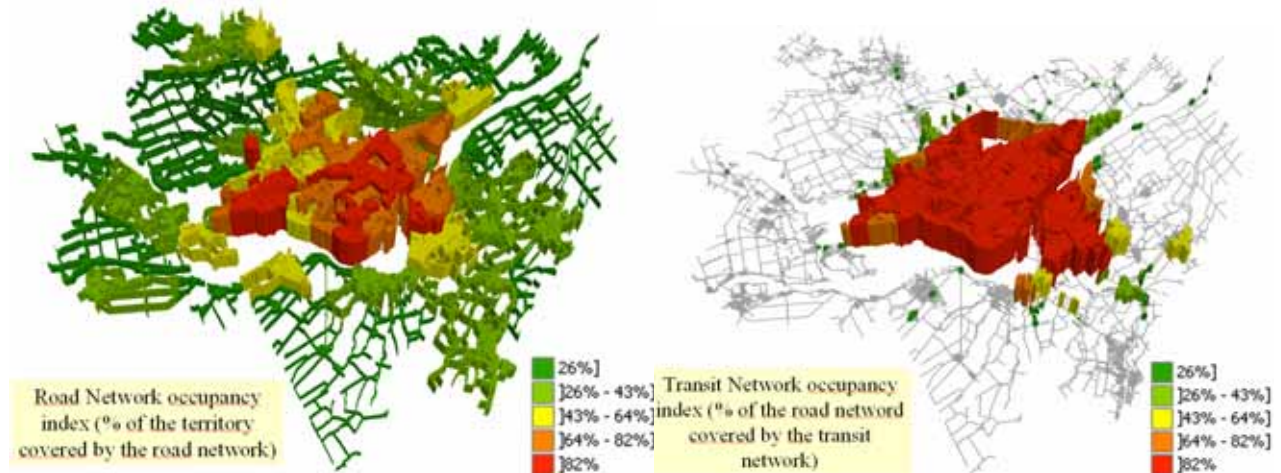 Road Network occupancy
index (% of the territory
covered by the road network)
26%]
]26% - 43%]
]43% - 64%]
]64% - 82%]
]82%
Transit Network occupancy
index (% of the road netword
covered by the transit
network)
26%]
]26% - 43%]
]43% - 64%]
]64% - 82%]
]82%